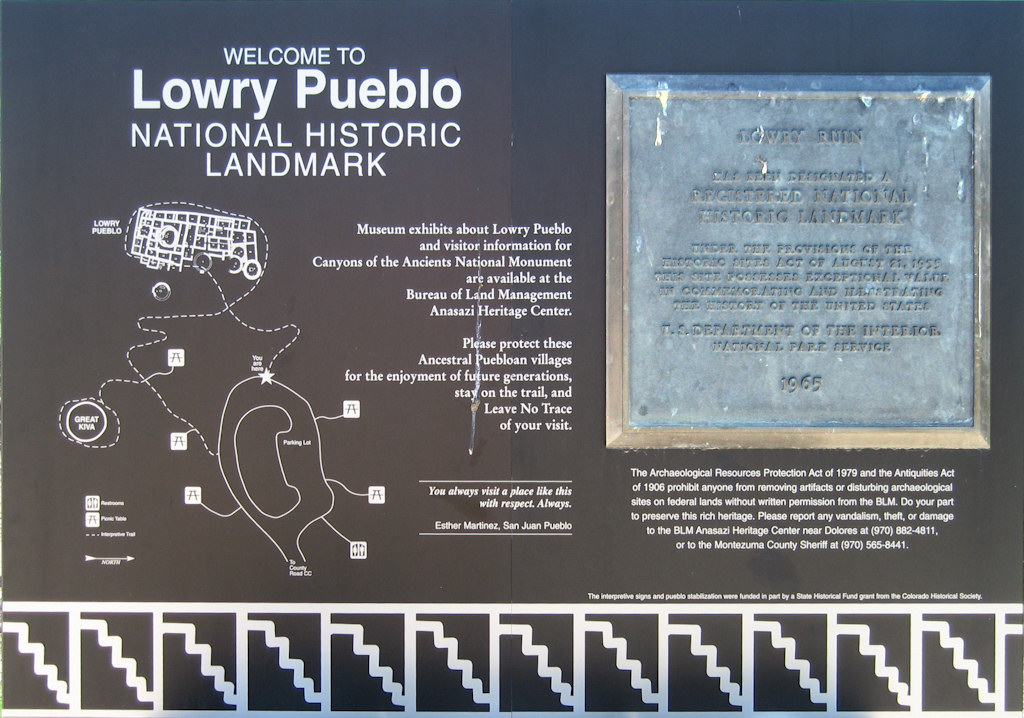 WELCOME TO
Lowry Pueblo
NATIONAL HISTORIC
LANDMARK
LOWRY
PUEBLO
You
are
here
GREAT
KIVA
Parking Lot
Restrooms
Picnic Table
Interpretive Trail
NORTH
To
County
Road CC
Museum exhibits about Lowry Pueblo
and visitor information for
Canyons of the Ancients National Monument
are available at the
Bureau of Land Management
Anasazi Heritage Center.
Please protect these
Ancestral Puebloan villages
for the enjoyment of future generations,
stay on the trail, and
Leave No Trace
of your visit.
You always visit a place like this
with respect. Always.
Esther Martinez, San Juan Pueblo
LOWRY RUIN
HAS BEEN DESIGNATED A
REGISTERED NATIONAL
HISTORIC LANDMARK
UNDER THE PROVISIONS OF THE
HISTORIC SITES ACT OF AUGUST 21, 1935
THIS SITE POSSESSES EXCEPTIONAL VALUE
IN COMMEMORATING AND ILLUSTRATING
THE HISTORY OF THE UNITED STATES
U.S. DEPARTMENT OF THE INTERIOR
NATIONAL PARK SERVICE
1965
The Archaeological Resources Protection Act of 1979 and the Antiquities Act
of 1906 prohibit anyone from removing artifacts or disturbing archaeological
sites on federal lands without written permission from the BLM. Do your part
to preserve this rich heritage. Please report any vandalism, theft, or damage
to the BLM Anasazi Heritage Center near Dolores at (970) 882-4811,
or to the Montezuma County Sheriff at (970) 565-8441.
The interpretive signs and pueblo stabilization were funded in part by a State Historical Fund grant from the Colorado Historical Society.